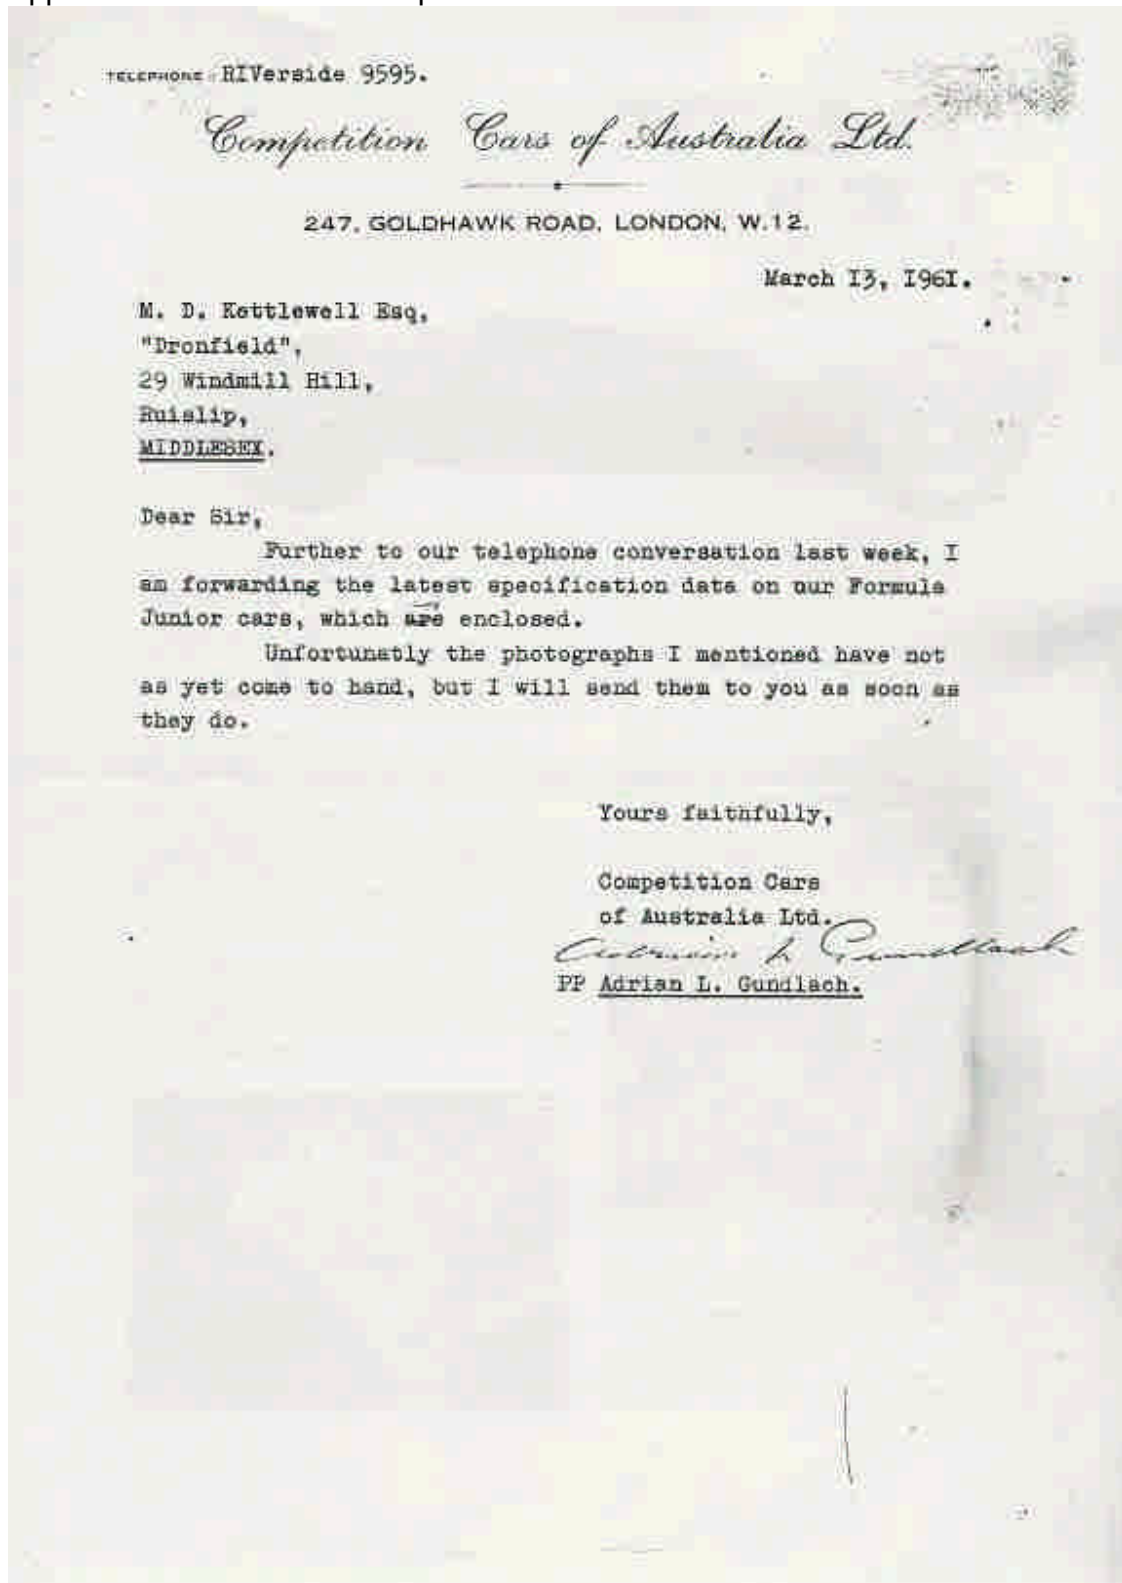 TELEPHONE RIVerside 9595.
Competition Cars of Australia Ltd.
247, GOLDHAWK ROAD, LONDON, W.12.
March I3, I96I.
M. D. Kettlewell Esq,
"Dronfield",
29 Windmill Hill,
Ruislip,
MIDDLESEX.
Dear Sir,
Further to our telephone conversation last week, I
am forwarding the latest specification data on our Formula
Junior cars, which are enclosed.
Unfortunatly the photographs I mentioned have not
as yet come to hand, but I will send them to you as soon as
they do.
Yours faithfully,
Competition Cars
of Australia Ltd.
Adrian L Gundlach
PP Adrian L. Gundlach.